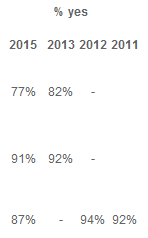 % yes
2015 2013 2012 2011
77% 82% -
91% 92% -
87% - 94% 92%